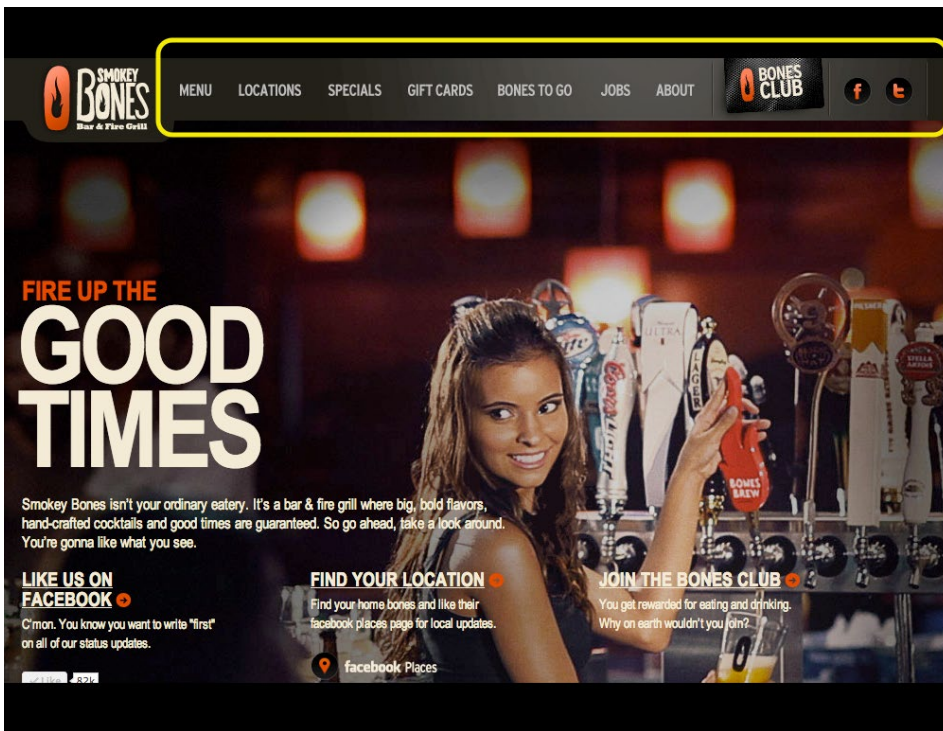 SMOKEY
BONES
Bar & Fire Grill
MENU LOCATIONS SPECIALS GIFT CARDS BONES TO GO JOBS ABOUT
BONES
CLUB
FIRE UP THE
GOOD
TIMES
Smokey Bones isn't your ordinary eatery. It's a bar & fire grill where big, bold flavors,
hand-crafted cocktails and good times are guaranteed. So go ahead, take a look around.
You're gonna like what you see.
LIKE US ON
FACEBOOK
C'mon. You know you want to write "first"
on all of our status updates.
Like 82k
FIND YOUR LOCATION
Find your home bones and like their
facebook places page for local updates.
facebook Places
JOIN THE BONES CLUB
You get rewarded for eating and drinking.
Why on earth wouldn't you join?
Lite
Coors LIGHT
ULTRA
LAGER
BONES
BREW
PILSNER
STELLA
ARTOIS